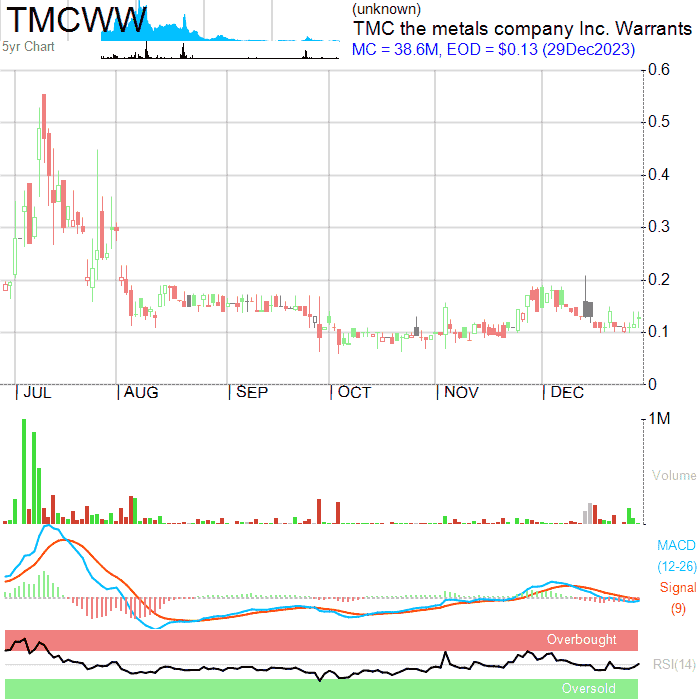 TMCWW
5yr Chart
(unknown)
TMC the metals company Inc. Warrants
MC = 38.6M, EOD = $0.13 (29Dec2023)
0.6
0.5
0.4
0.3
0.2
0.1
0
JUL AUG SEP OCT NOV DEC
1M
Volume
MACD
(12-26)
Signal
(9)
Overbought
RSI(14)
Oversold